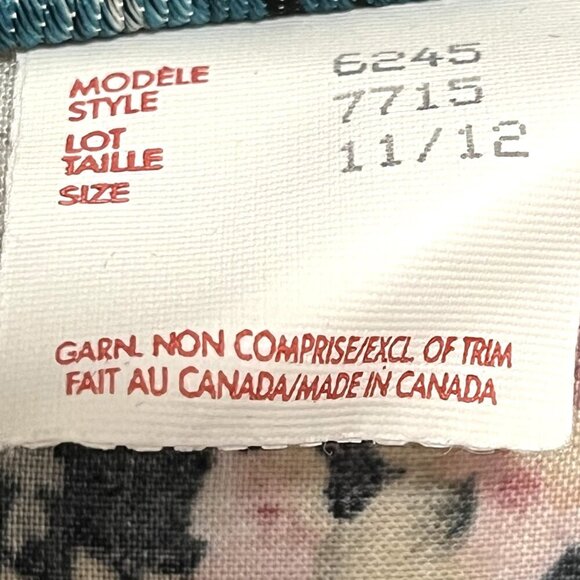 MODÈLE 6245
STYLE 7715
LOT 11/12
TAILLE
SIZE
GARN. NON COMPRISE/EXCL. OF TRIM
FAIT AU CANADA/MADE IN CANADA